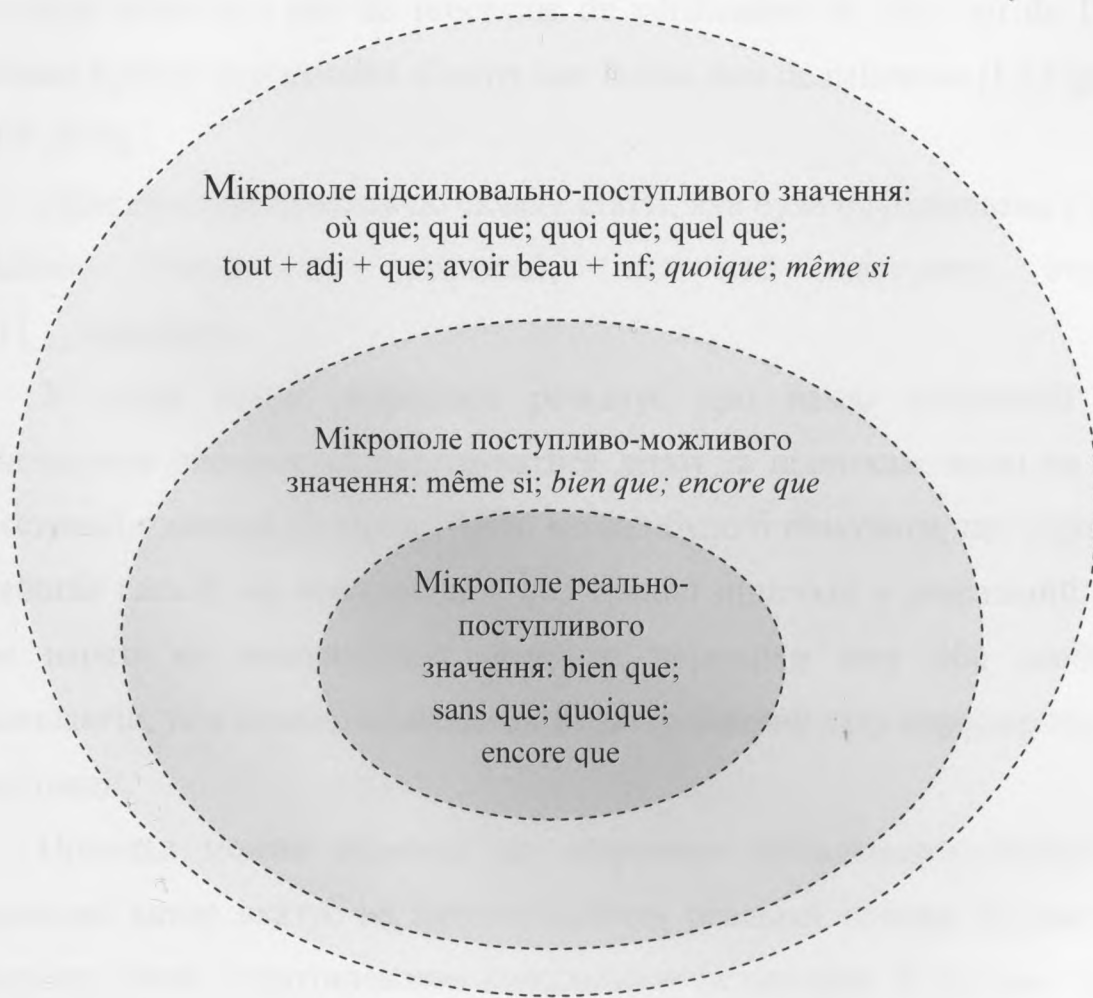 Мікрополе підсилювально-поступливого значення:
où que; qui que; quoi que; quel que;
tout + adj + que; avoir beau + inf; quoique; même si
Мікрополе поступливо-можливого
значення: même si; bien que; encore que
Мікрополе реально-
поступливого
значення: bien que;
sans que; quoique;
encore que